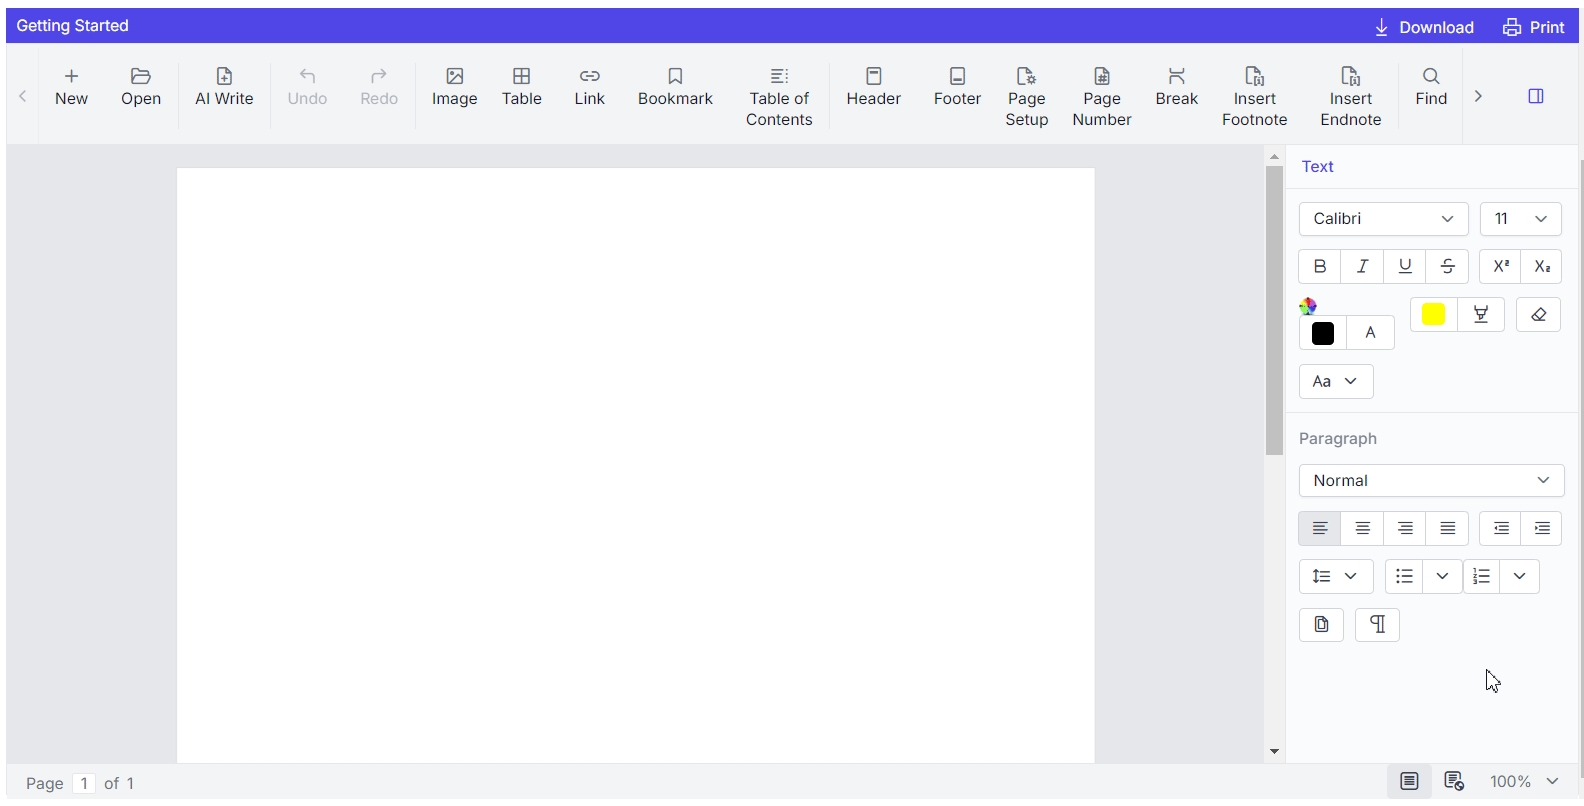 Getting Started
Download
Print
New
Open
AI Write
Undo
Redo
Image
Table
Link
Bookmark
Table of
Contents
Header
Footer
Page
Setup
Page
Number
Break
Insert
Footnote
Insert
Endnote
Find
Text
Calibri
11
B
I
U
S
X²
X₂
A
Aa
Paragraph
Normal
Page 1 of 1
100%